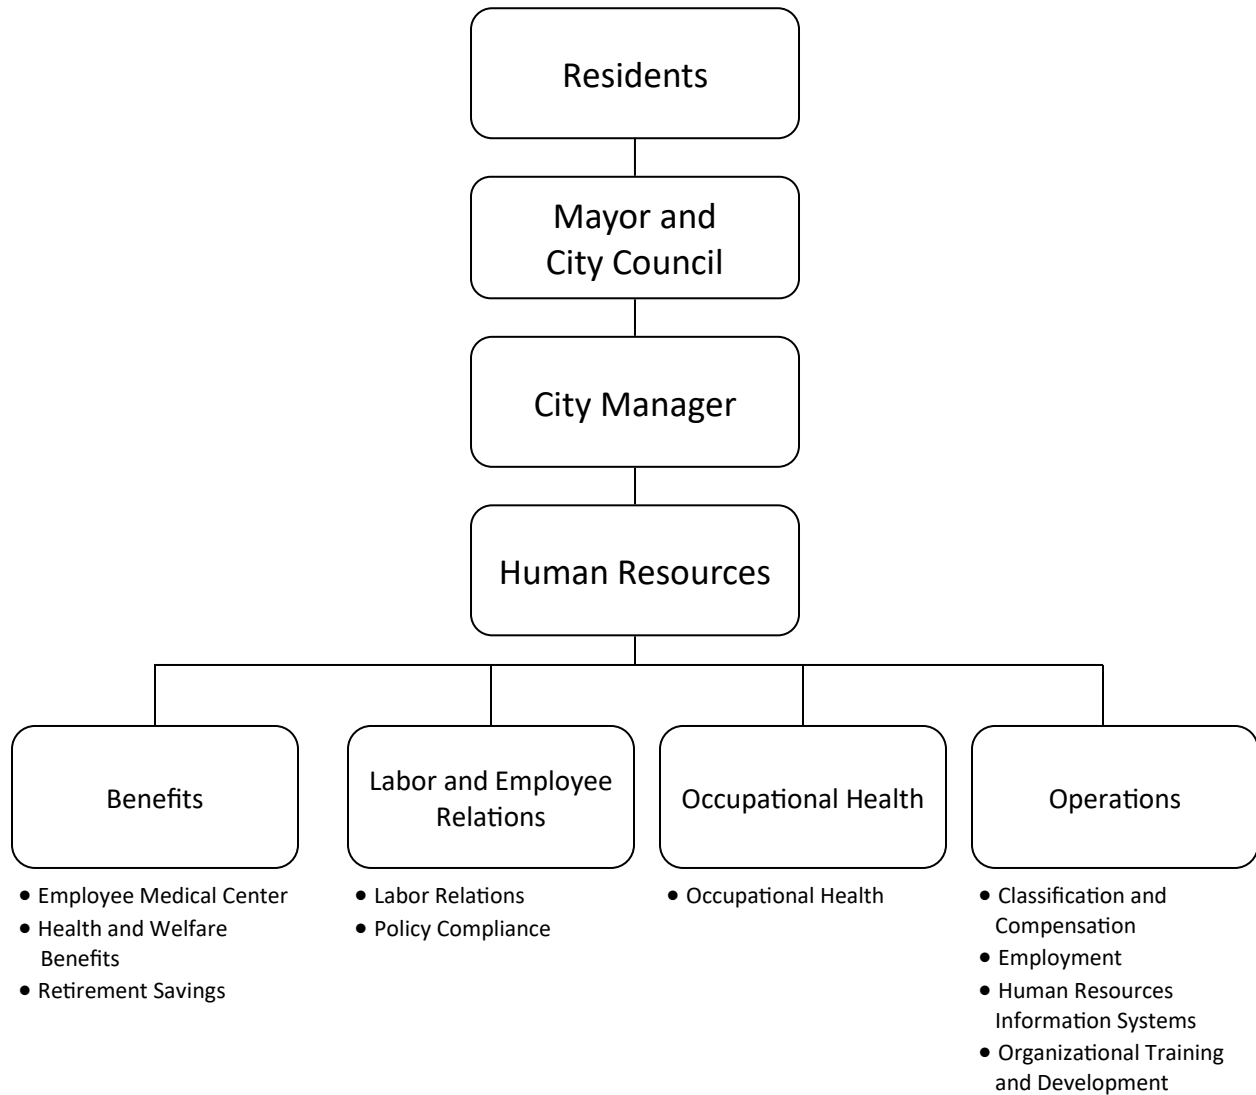 Residents
Mayor and
City Council
City Manager
Human Resources
Benefits
• Employee Medical Center
• Health and Welfare
Benefits
• Retirement Savings
Labor and Employee
Relations
• Labor Relations
• Policy Compliance
Occupational Health
• Occupational Health
Operations
• Classification and
Compensation
• Employment
• Human Resources
Information Systems
• Organizational Training
and Development